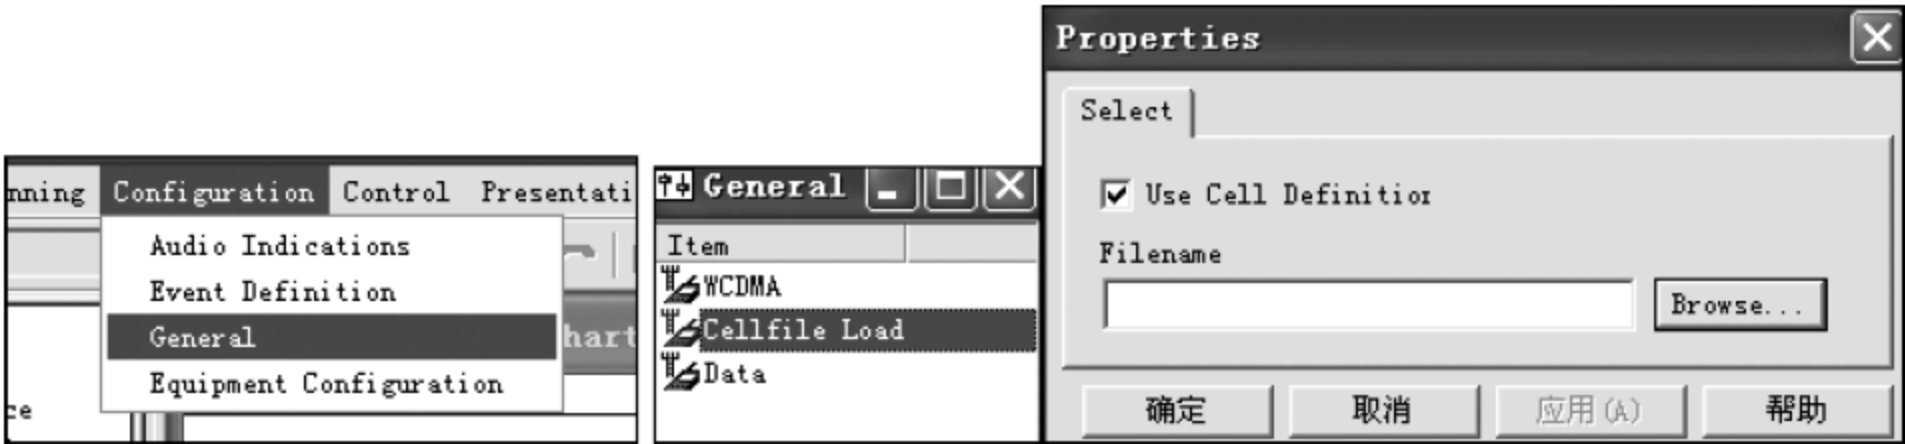 nning Configuration Control Presentati
Audio Indications
Event Definition
General
hart
Equipment Configuration
ce
General
Item
WCDMA
Cellfile Load
Data
Properties
Select
Use Cell Definitior
Filename
Browse...
确定 取消 应用(A) 帮助